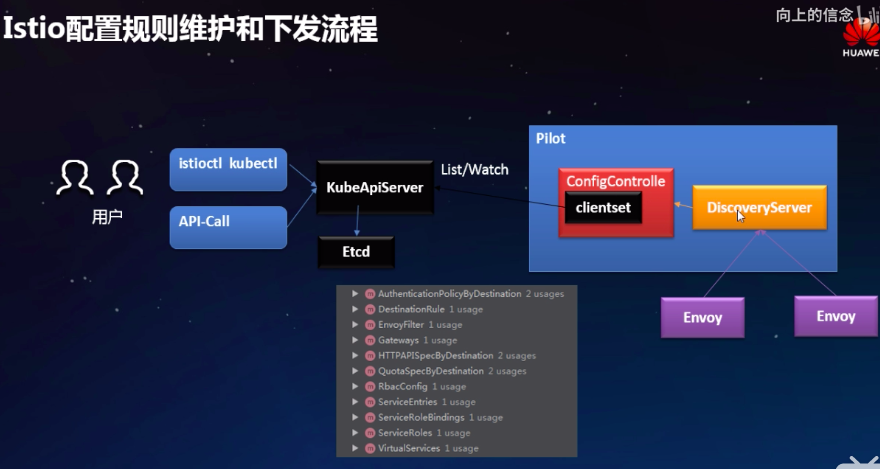 Istio配置规则维护和下发流程
向上的信念
HUAWE
istioctl kubectl
用户
API-Call
KubeApiServer
List/Watch
Etcd
Pilot
ConfigControlle
clientset
DiscoveryServer
Envoy
Envoy
AuthenticationPolicyByDestination 2 usages
DestinationRule 1 usage
EnvoyFilter 1 usage
Gateways 1 usage
HTTPAPISpecByDestination 2 usages
QuotaSpecByDestination 2 usages
RbacConfig 1 usage
ServiceEntries 1 usage
ServiceRoleBindings 1 usage
ServiceRoles 1 usage
VirtualServices 1 usage